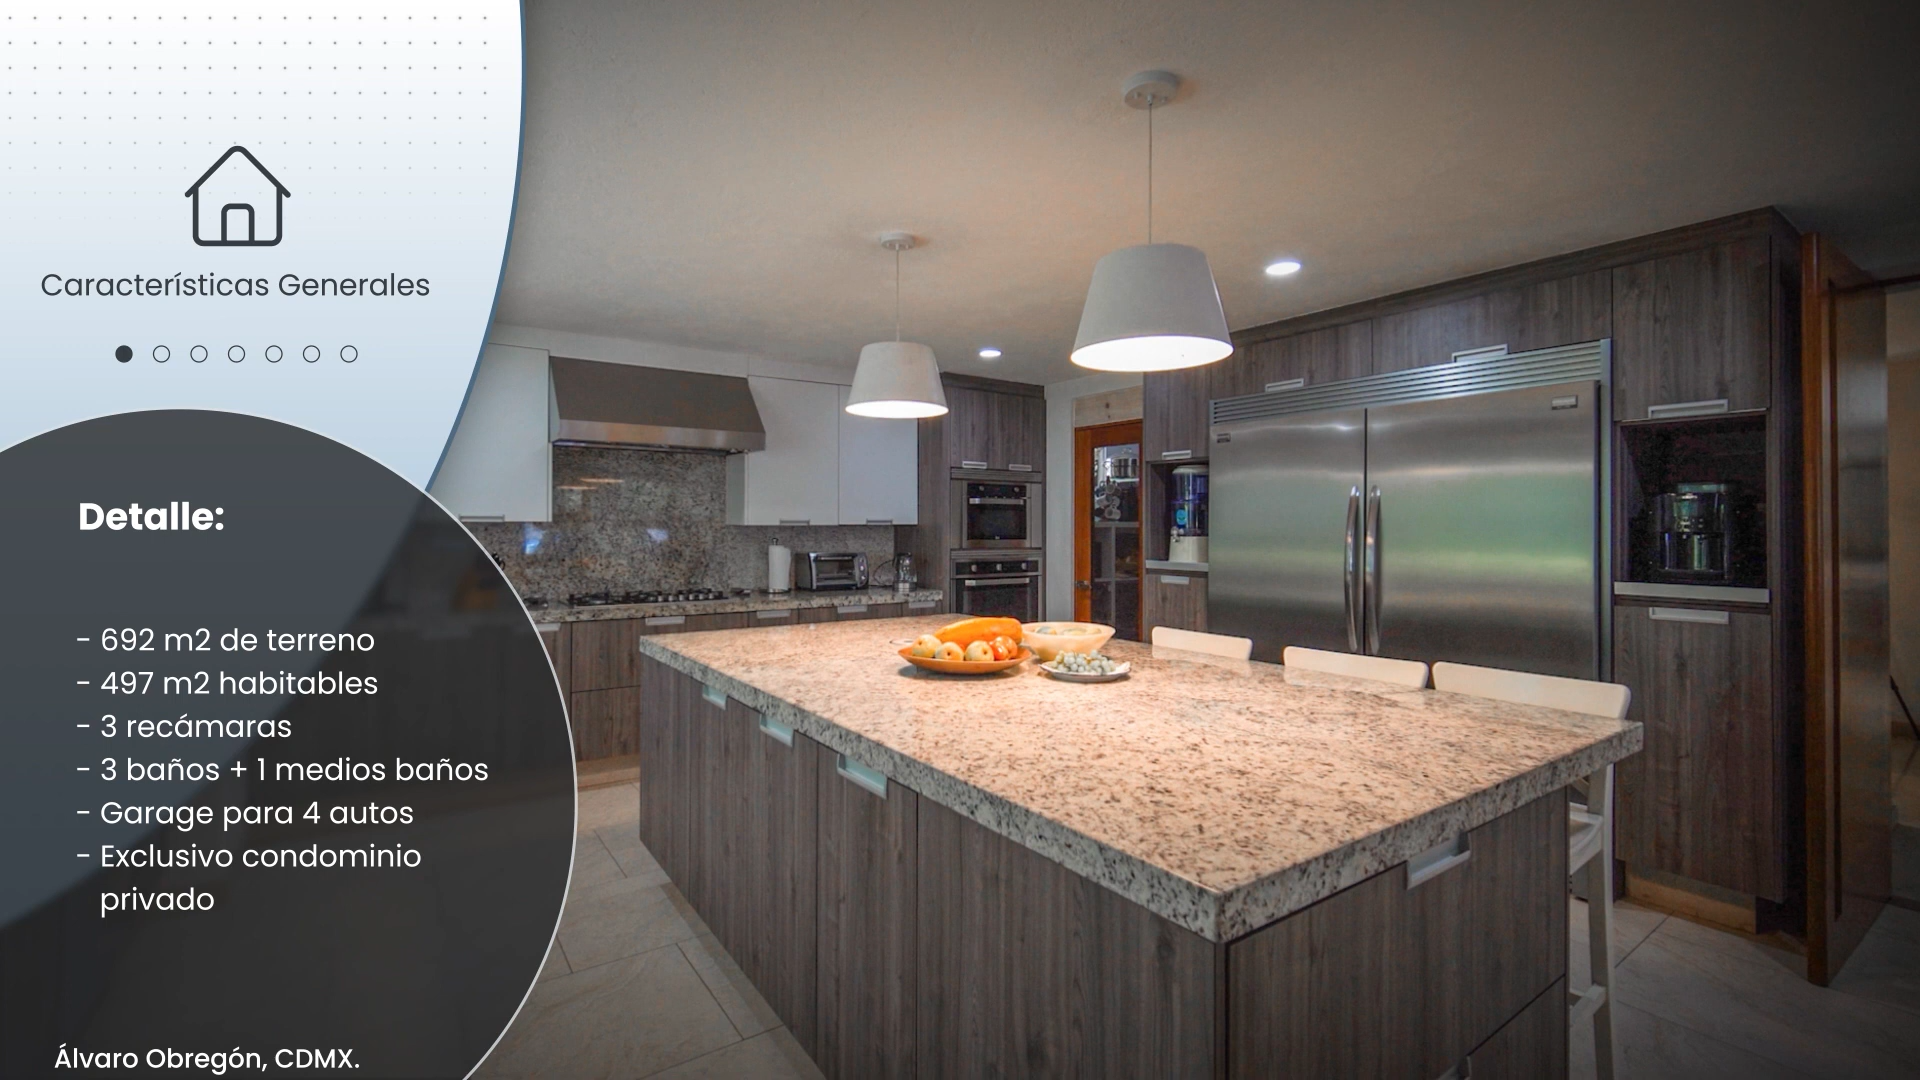 Características Generales
Detalle:
- 692 m2 de terreno
- 497 m2 habitables
- 3 recámaras
- 3 baños + 1 medios baños
- Garage para 4 autos
- Exclusivo condominio
privado
Álvaro Obregón, CDMX.